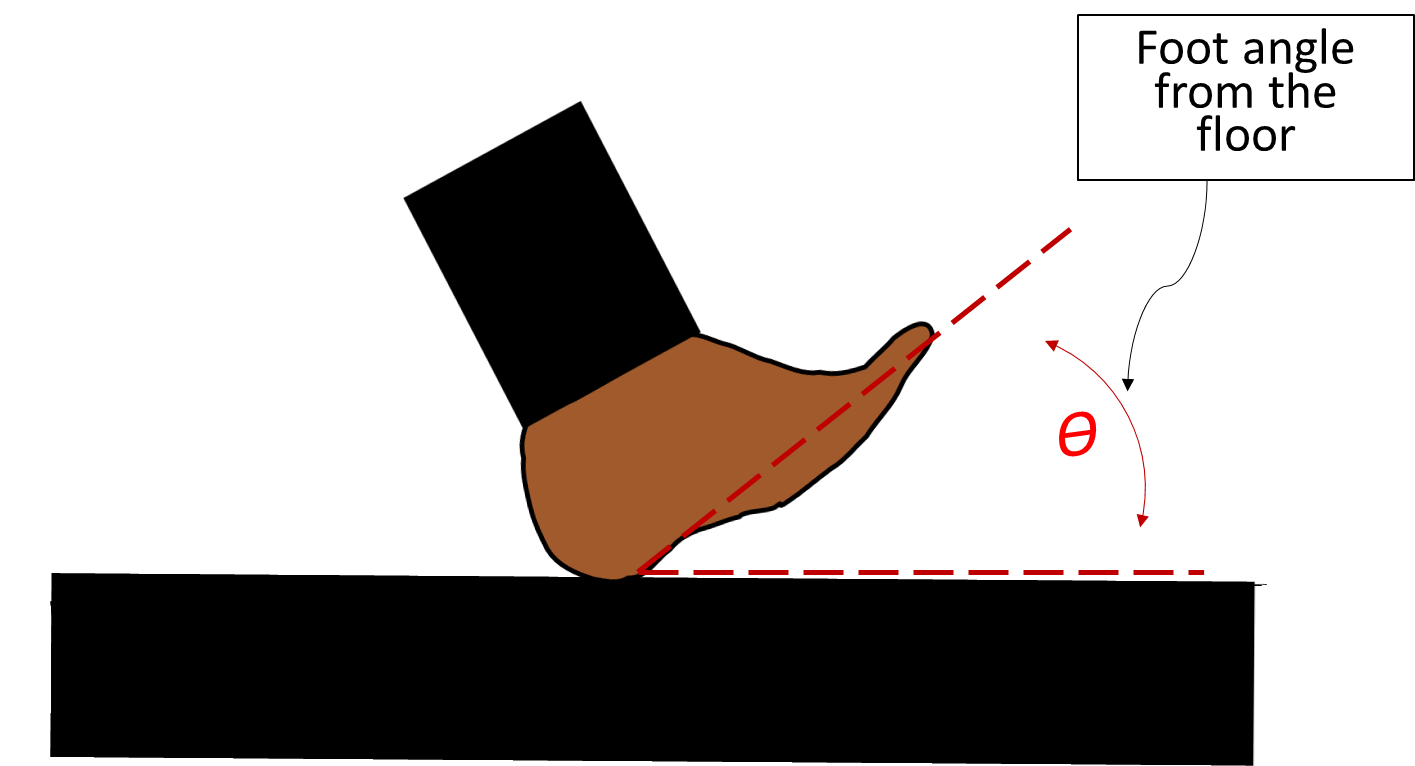 Foot angle
from the
floor
ϴ